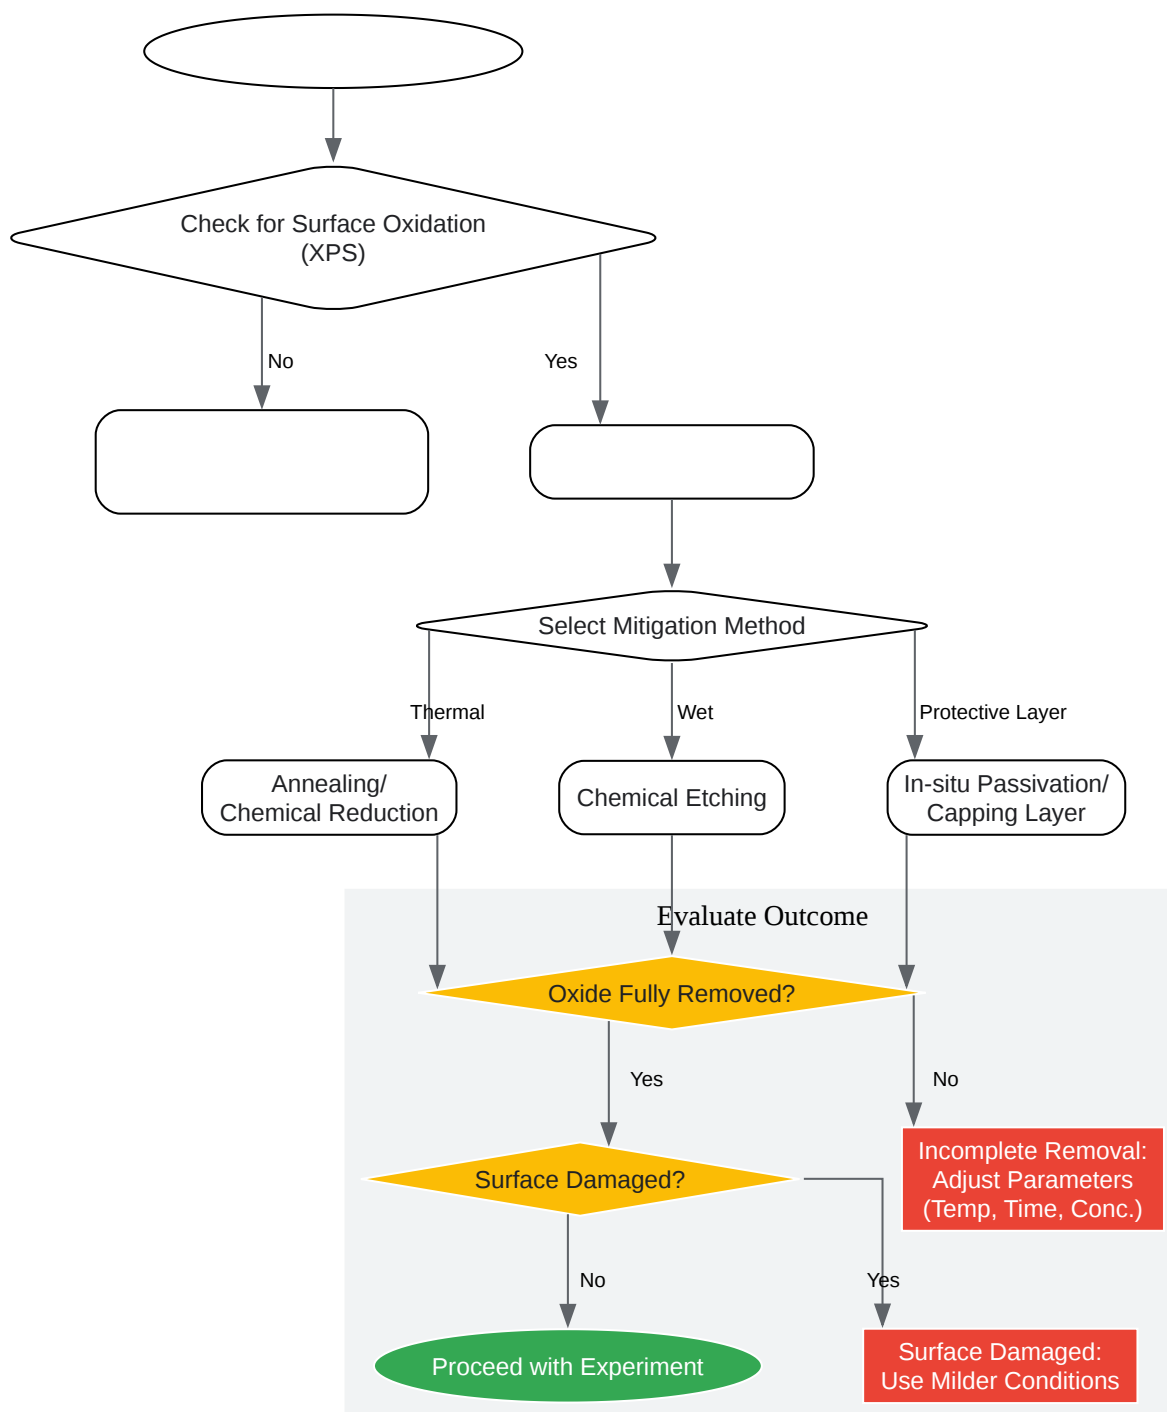 Check for Surface Oxidation
(XPS)
No
Yes
Select Mitigation Method
Thermal
Wet
Protective Layer
Annealing/
Chemical Reduction
Chemical Etching
In-situ Passivation/
Capping Layer
Evaluate Outcome
Oxide Fully Removed?
Yes
No
Incomplete Removal:
Adjust Parameters
(Temp, Time, Conc.)
Surface Damaged?
No
Yes
Proceed with Experiment
Surface Damaged:
Use Milder Conditions